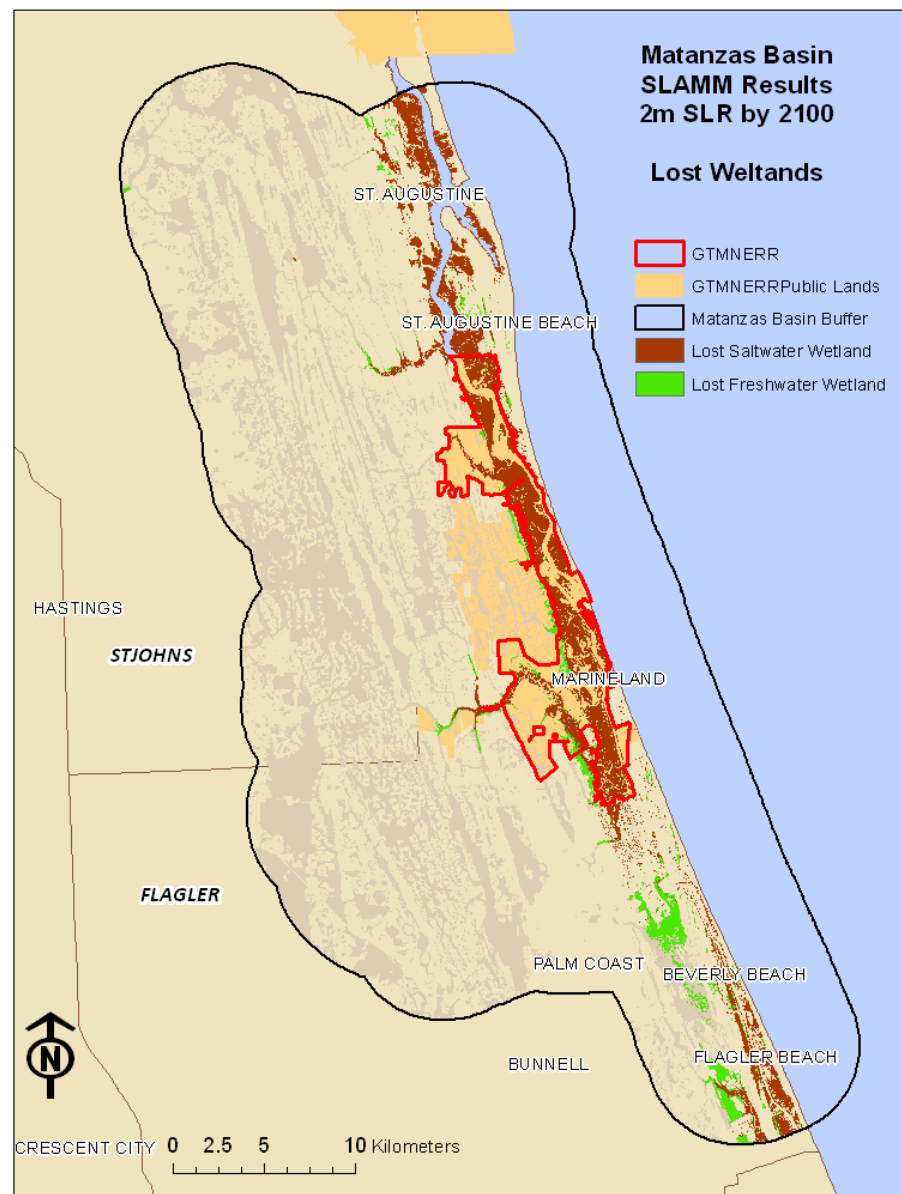 Matanzas Basin
SLAMM Results
2m SLR by 2100
Lost Weltands
GTMNERR
GTMNERRPublic Lands
Matanzas Basin Buffer
Lost Saltwater Wetland
Lost Freshwater Wetland
ST. AUGUSTINE
ST. AUGUSTINE BEACH
HASTINGS
STJOHNS
MARINELAND
FLAGLER
PALM COAST
BEVERLY BEACH
FLAGLER BEACH
BUNNELL
N
CRESCENT CITY
0 2.5 5 10 Kilometers